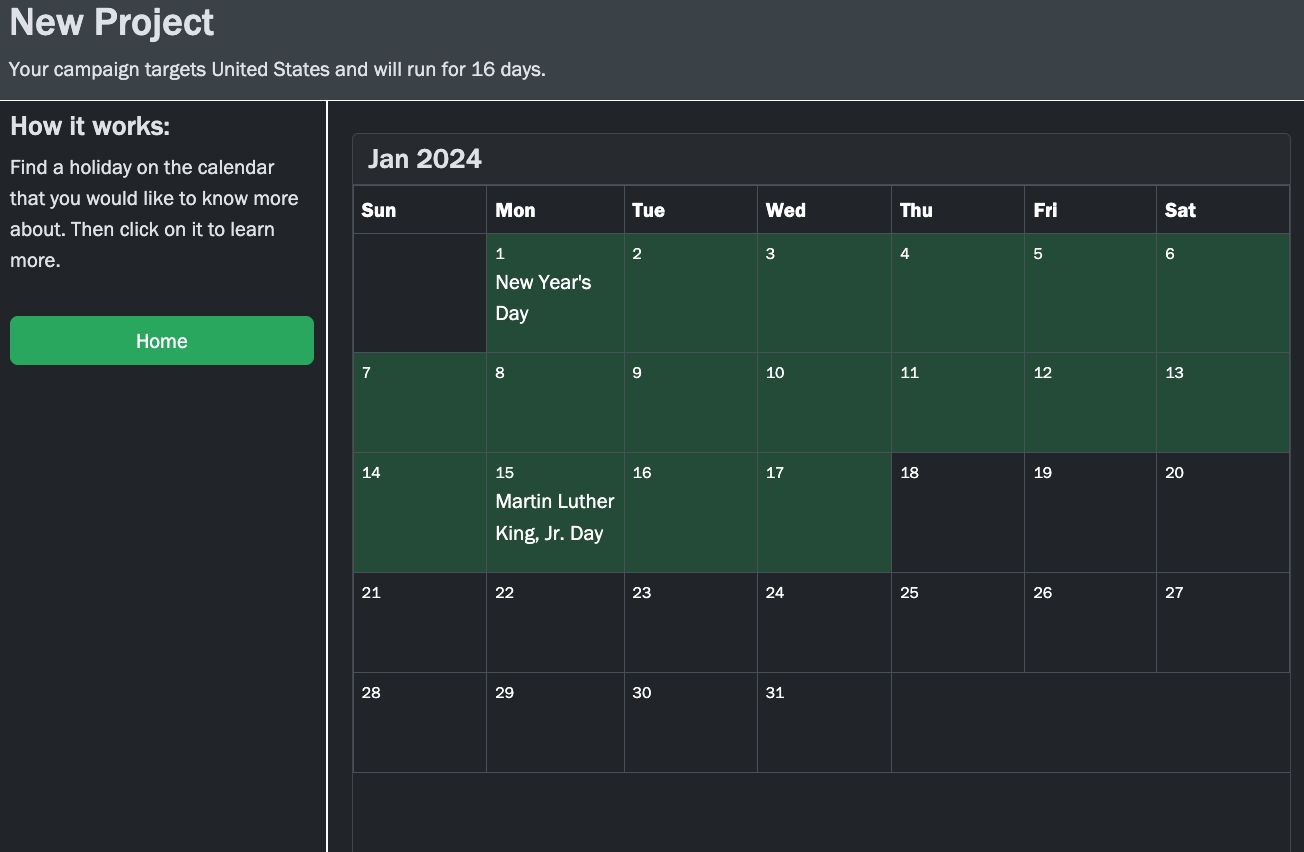 New Project
Your campaign targets United States and will run for 16 days.
How it works:
Find a holiday on the calendar
that you would like to know more
about. Then click on it to learn
more.
Home
Jan 2024
Sun Mon Tue Wed Thu Fri Sat
1 2 3 4 5 6
New Year's
Day
7 8 9 10 11 12 13
14 15 16 17 18 19 20
Martin Luther
King, Jr. Day
21 22 23 24 25 26 27
28 29 30 31